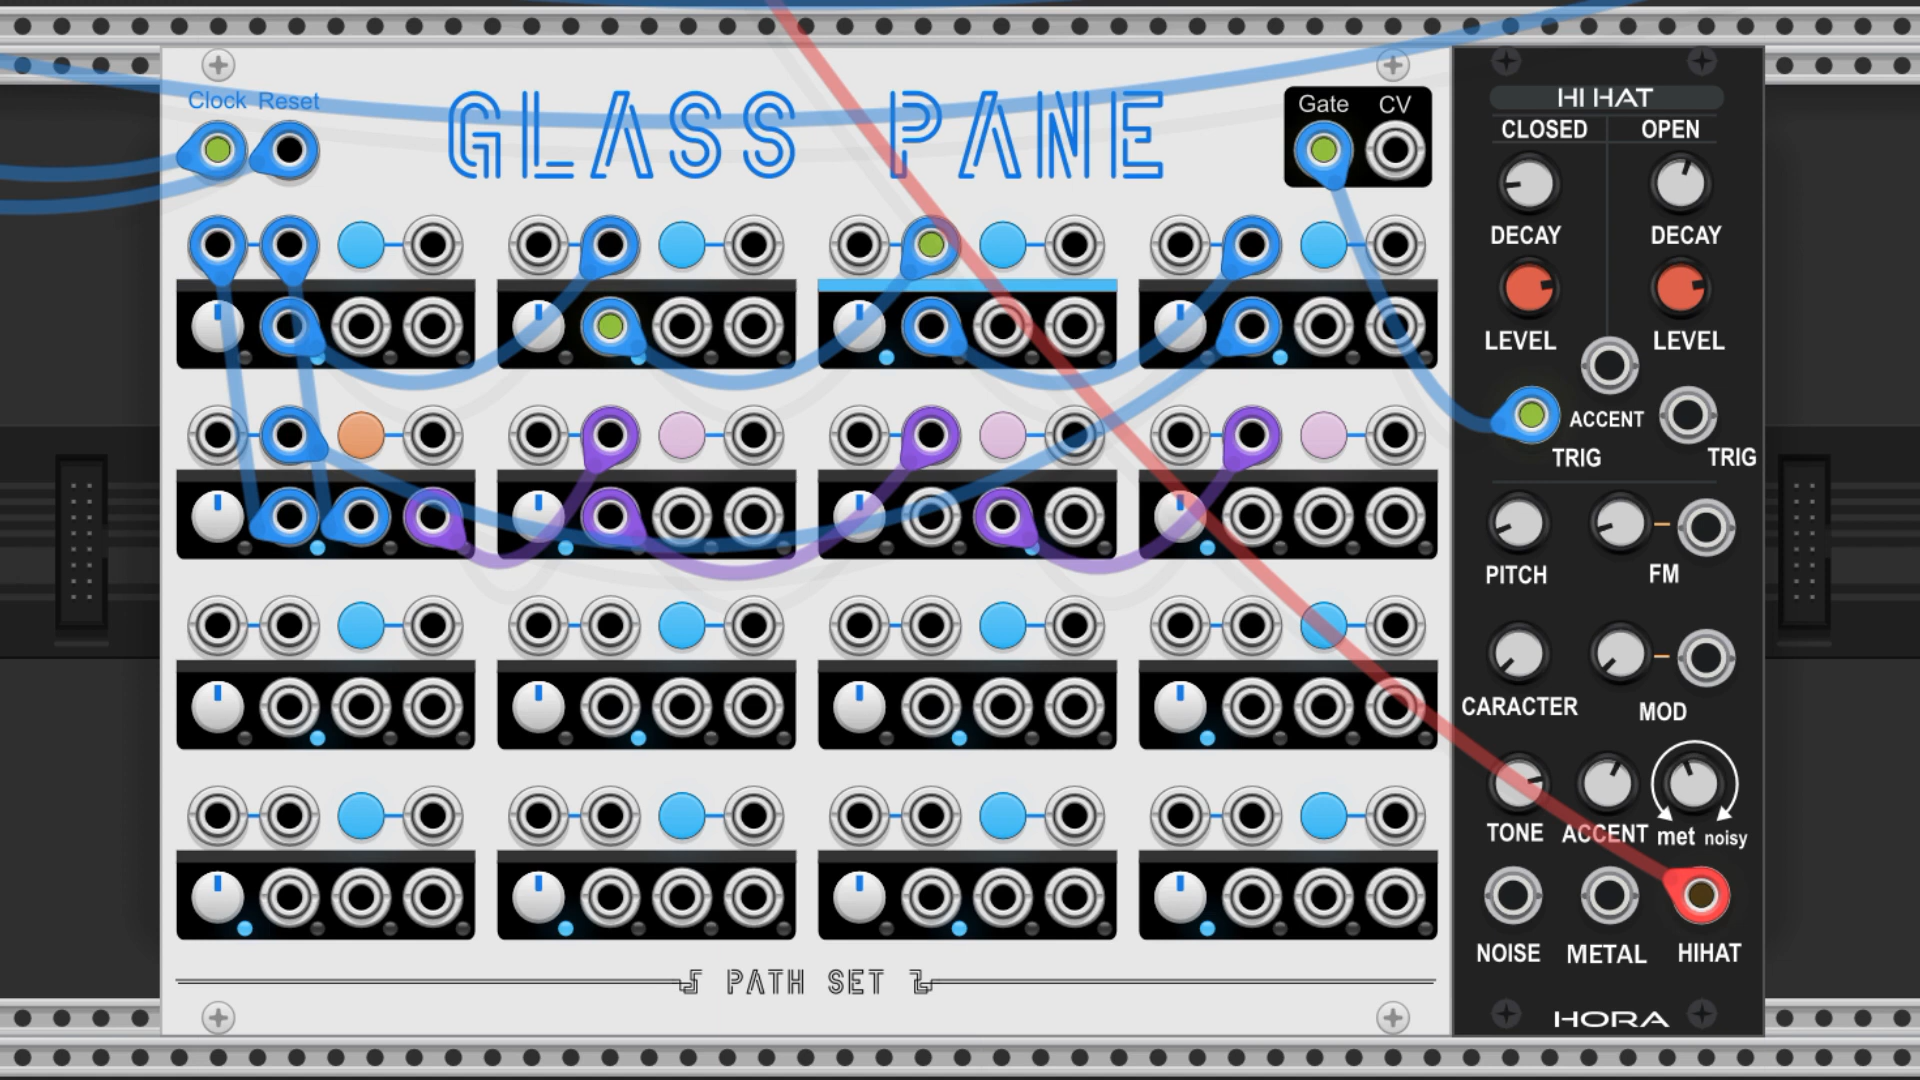 Clock Reset
GLASS PANE
Gate CV
HI HAT
CLOSED OPEN
DECAY DECAY
LEVEL LEVEL
ACCENT
TRIG TRIG
PITCH FM
CARACTER MOD
TONE ACCENT met noisy
NOISE METAL HIHAT
PATH SET
HORA